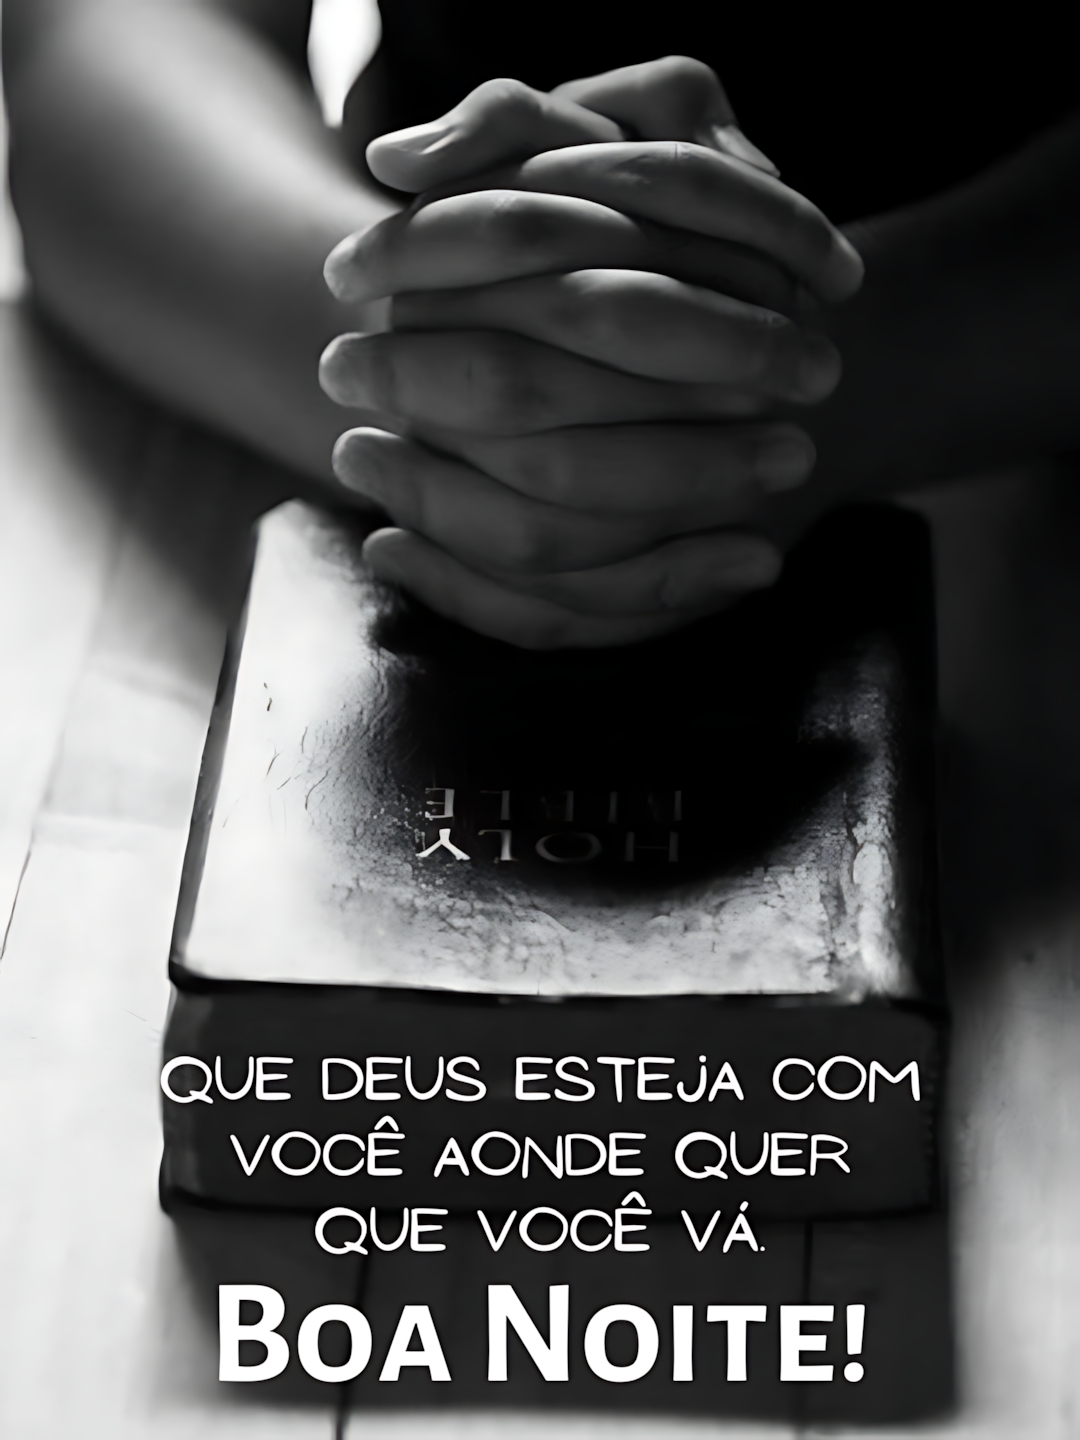 HOLY
BIBLE
QUE DEUS ESTEJA COM
VOCÊ AONDE QUER
QUE VOCÊ VÁ.
BOA NOITE!